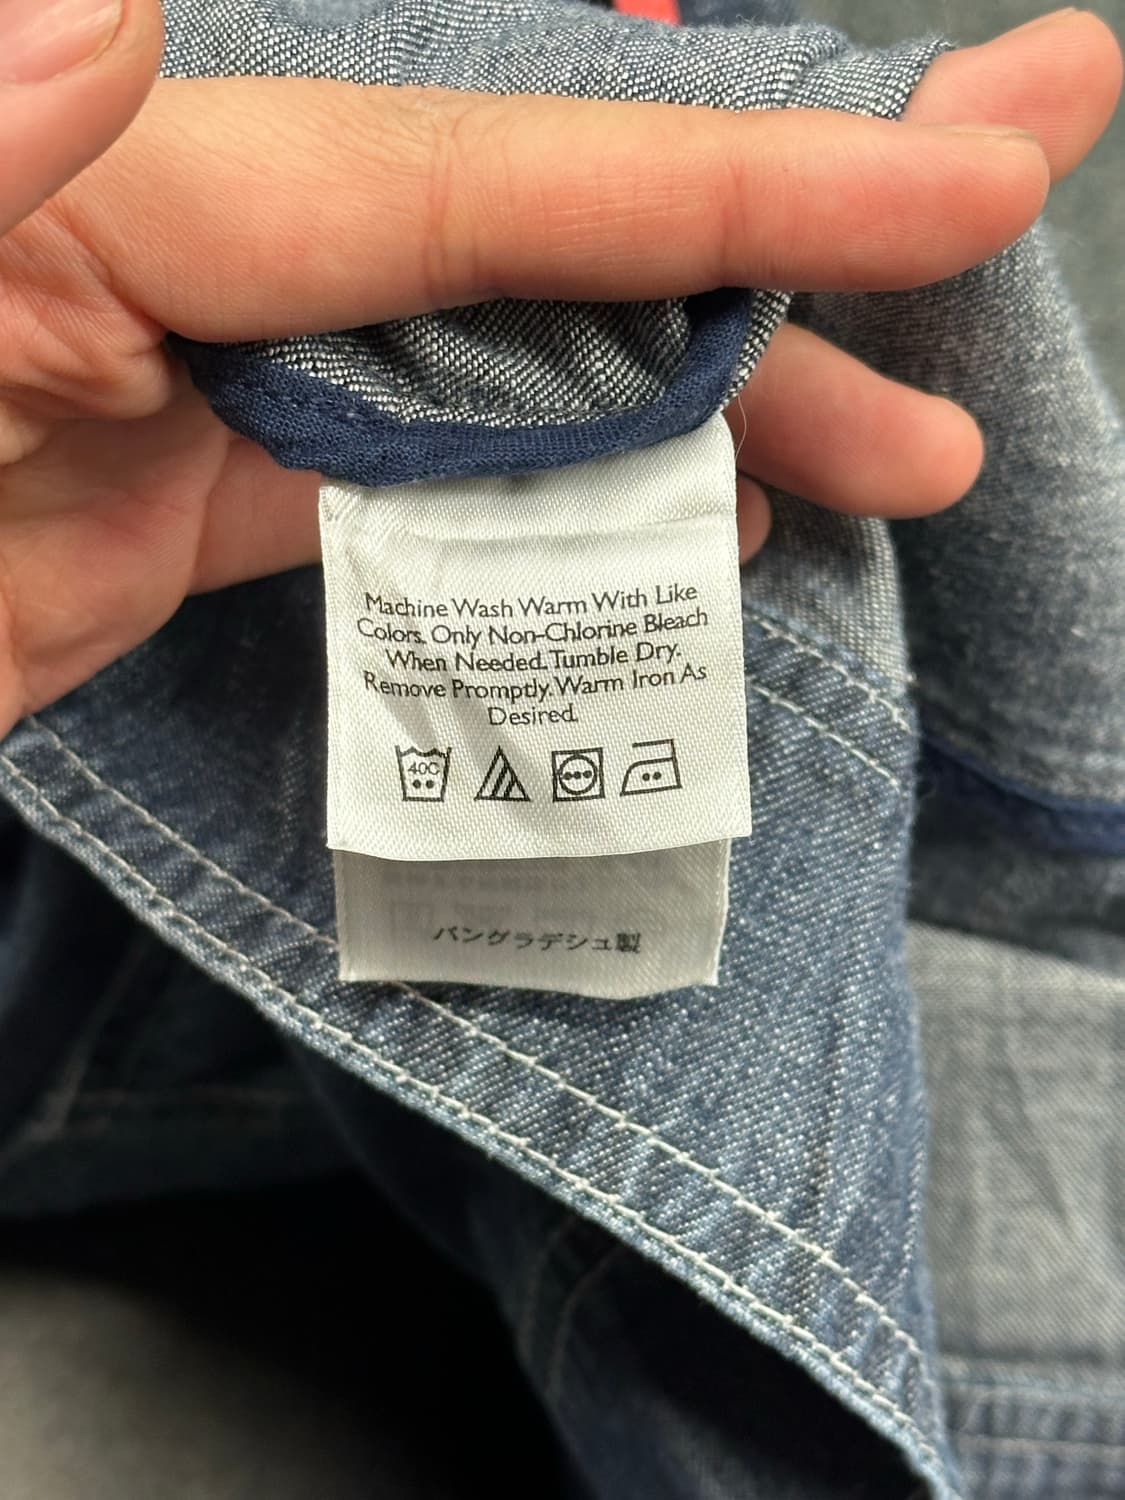 Machine Wash Warm With Like
Colors. Only Non-Chlorine Bleach
When Needed. Tumble Dry.
Remove Promptly. Warm Iron As
Desired.
40C
バングラデシュ製